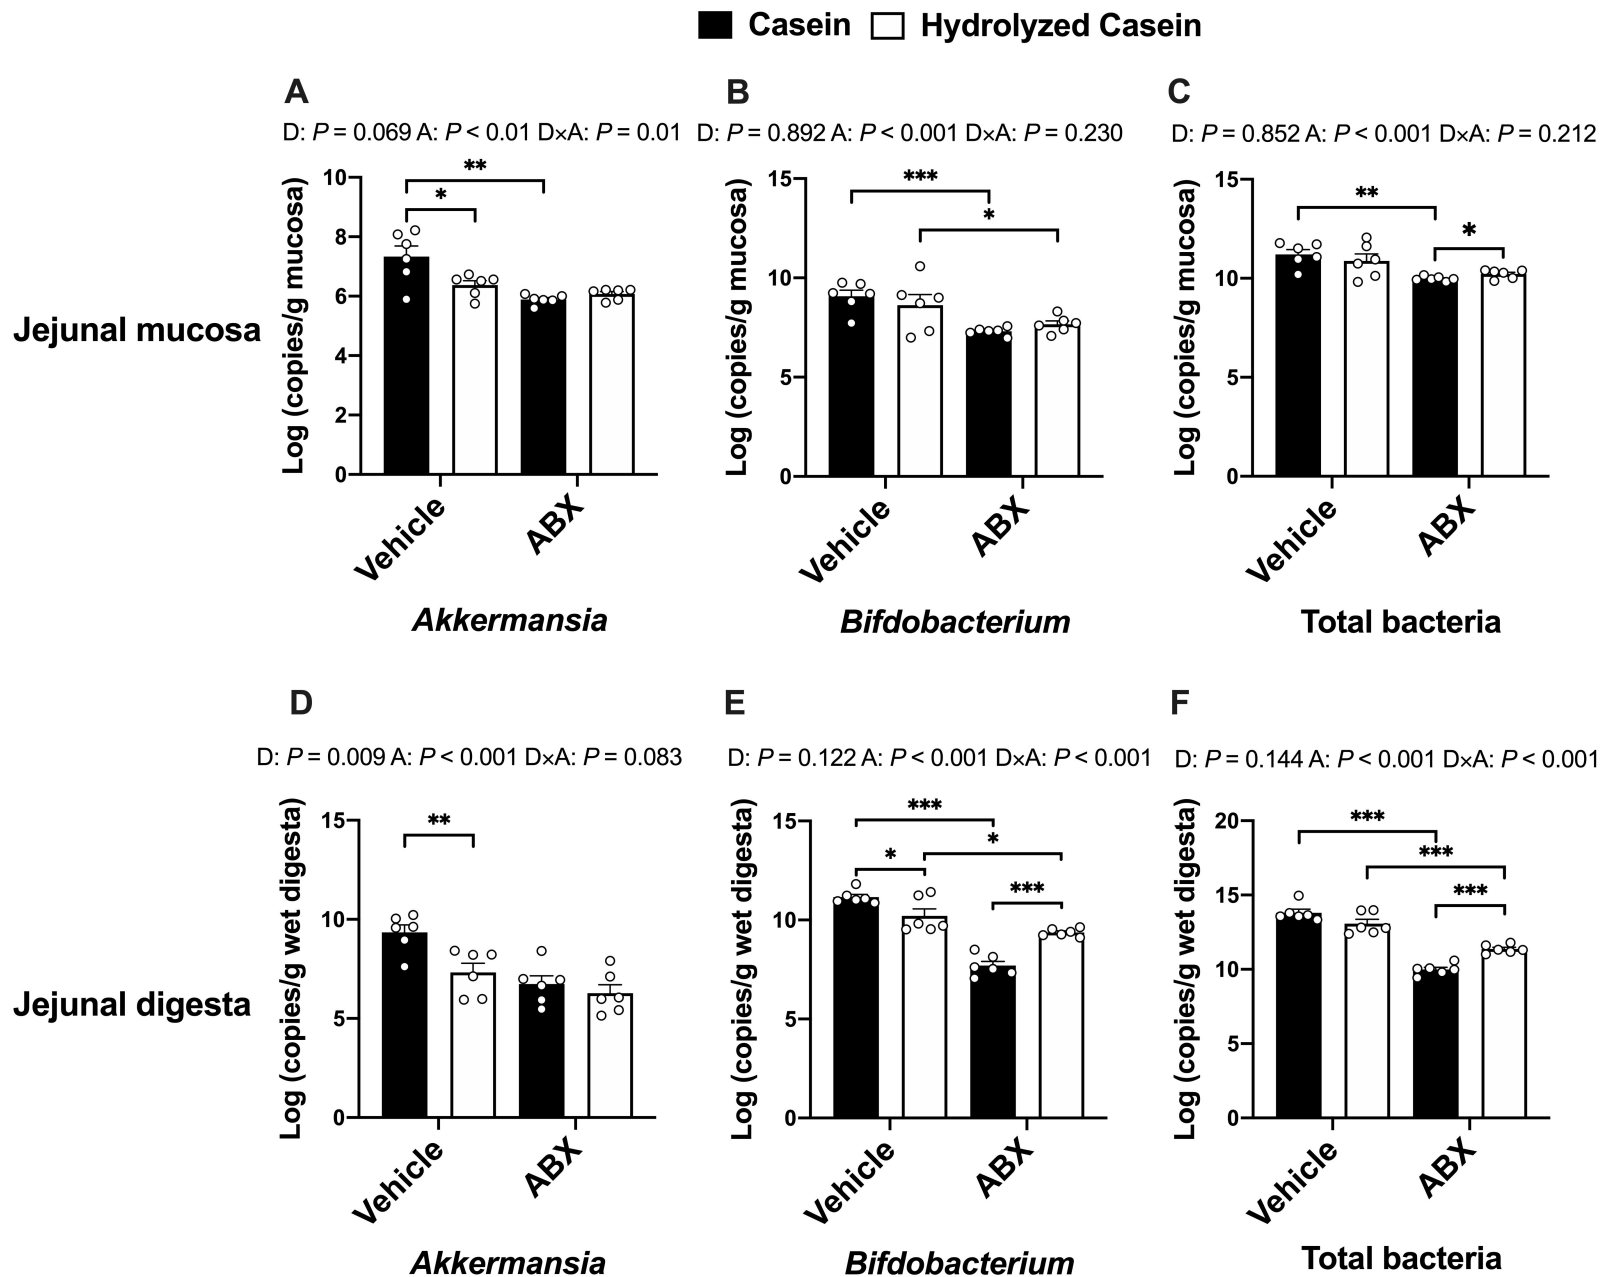 Casein Hydrolyzed Casein
A B C
D: P = 0.069 A: P < 0.01 D×A: P = 0.01 D: P = 0.892 A: P < 0.001 D×A: P = 0.230 D: P = 0.852 A: P < 0.001 D×A: P = 0.212
Jejunal mucosa
Log (copies/g mucosa)
10
8
6
4
2
0
**
*
Vehicle ABX
Akkermansia
Log (copies/g mucosa)
15
10
5
0
***
*
Vehicle ABX
Bifdobacterium
Log (copies/g mucosa)
15
10
5
0
**
*
Vehicle ABX
Total bacteria
D E F
D: P = 0.009 A: P < 0.001 D×A: P = 0.083 D: P = 0.122 A: P < 0.001 D×A: P < 0.001 D: P = 0.144 A: P < 0.001 D×A: P < 0.001
Jejunal digesta
Log (copies/g wet digesta)
15
10
5
0
**
Vehicle ABX
Akkermansia
Log (copies/g wet digesta)
15
10
5
0
***
*
*
***
Vehicle ABX
Bifdobacterium
Log (copies/g wet digesta)
20
15
10
5
0
***
***
***
Vehicle ABX
Total bacteria